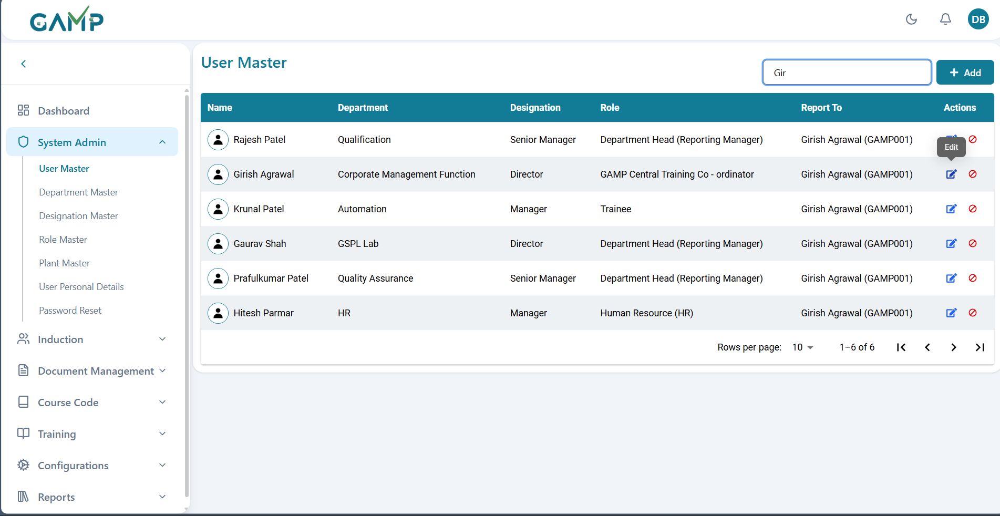 GAMP
DB
User Master
Gir
+ Add
Name Department Designation Role Report To Actions
Rajesh Patel Qualification Senior Manager Department Head (Reporting Manager) Girish Agrawal (GAMP001)
Edit
Girish Agrawal Corporate Management Function Director GAMP Central Training Co - ordinator Girish Agrawal (GAMP001)
Krunal Patel Automation Manager Trainee Girish Agrawal (GAMP001)
Gaurav Shah GSPL Lab Director Department Head (Reporting Manager) Girish Agrawal (GAMP001)
Prafulkumar Patel Quality Assurance Senior Manager Department Head (Reporting Manager) Girish Agrawal (GAMP001)
Hitesh Parmar HR Manager Human Resource (HR) Girish Agrawal (GAMP001)
Rows per page: 10 1–6 of 6
Dashboard
System Admin
User Master
Department Master
Designation Master
Role Master
Plant Master
User Personal Details
Password Reset
Induction
Document Management
Course Code
Training
Configurations
Reports